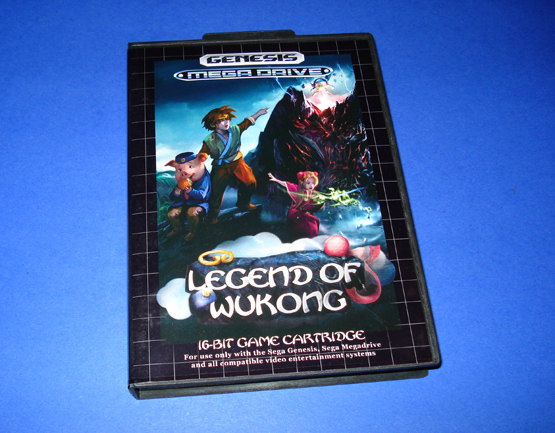 GENESIS
MEGA DRIVE
LEGEND OF
WUKONG
16-BIT GAME CARTRIDGE
For use only with the Sega Genesis, Sega Megadrive
and all compatible video entertainment systems